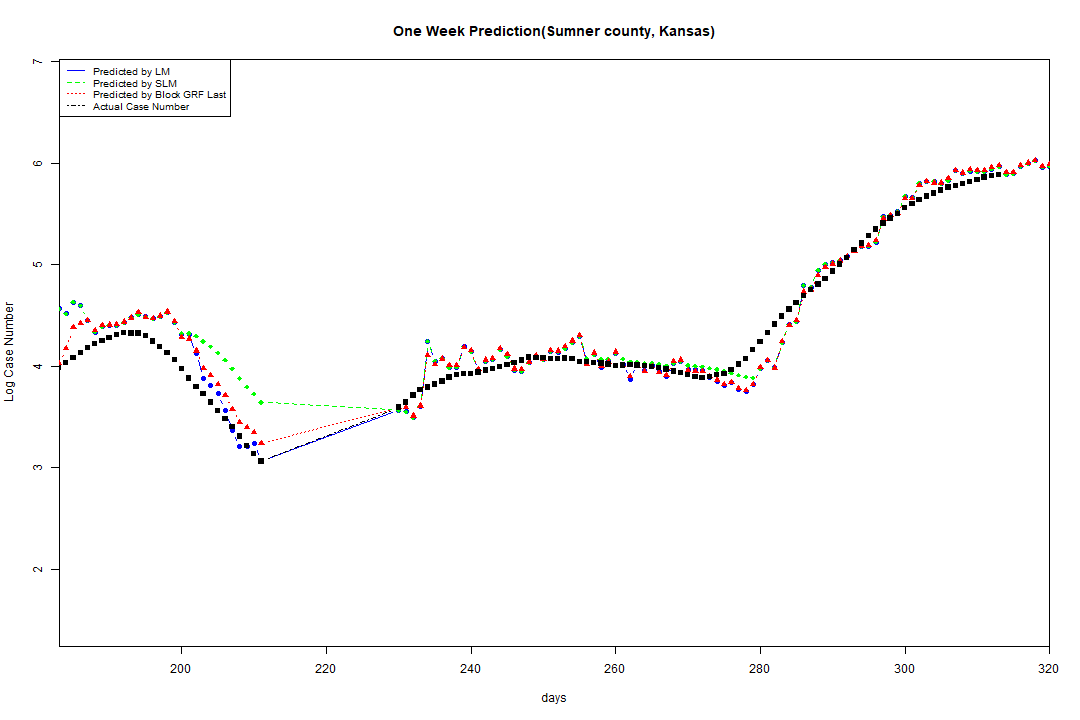 One Week Prediction(Sumner county, Kansas)
Predicted by LM
Predicted by SLM
Predicted by Block GRF Last
Actual Case Number
7
6
5
4
3
2
Log Case Number
200 220 240 260 280 300 320
days